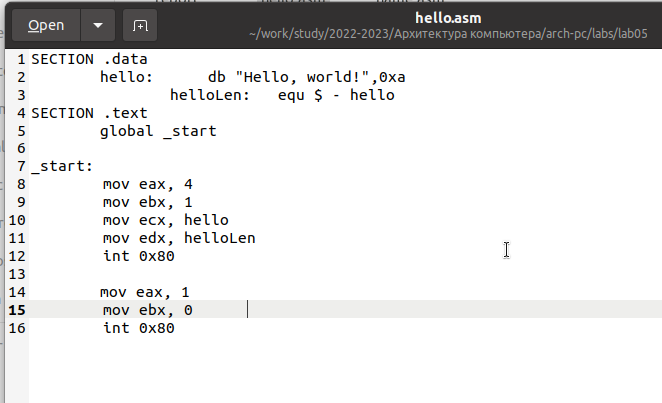 Open
hello.asm
~/work/study/2022-2023/Архитектура компьютера/arch-pc/labs/lab05
1 SECTION .data
2 hello: db "Hello, world!",0xa
3 helloLen: equ $ - hello
4 SECTION .text
5 global _start
6
7 _start:
8 mov eax, 4
9 mov ebx, 1
10 mov ecx, hello
11 mov edx, helloLen
12 int 0x80
13
14 mov eax, 1
15 mov ebx, 0
16 int 0x80